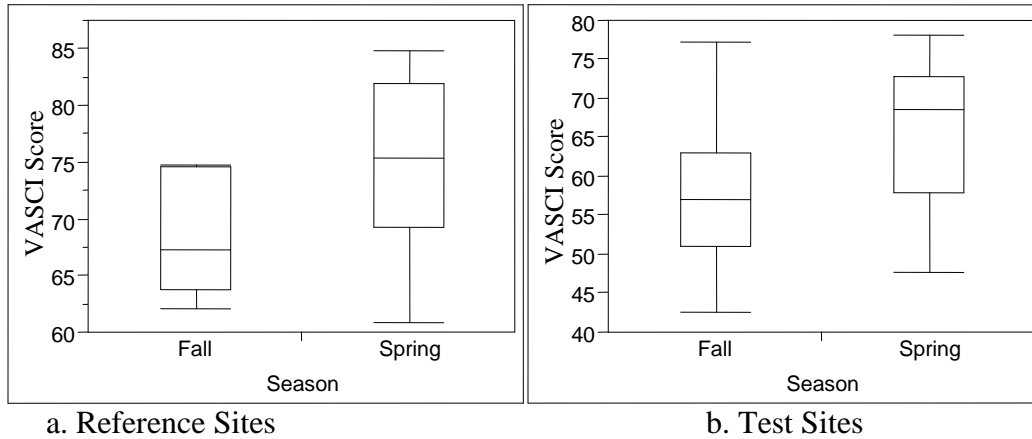 VASCI Score
85
80
75
70
65
60
Fall
Spring
Season
a. Reference Sites
VASCI Score
80
75
70
65
60
55
50
45
40
Fall
Spring
Season
b. Test Sites